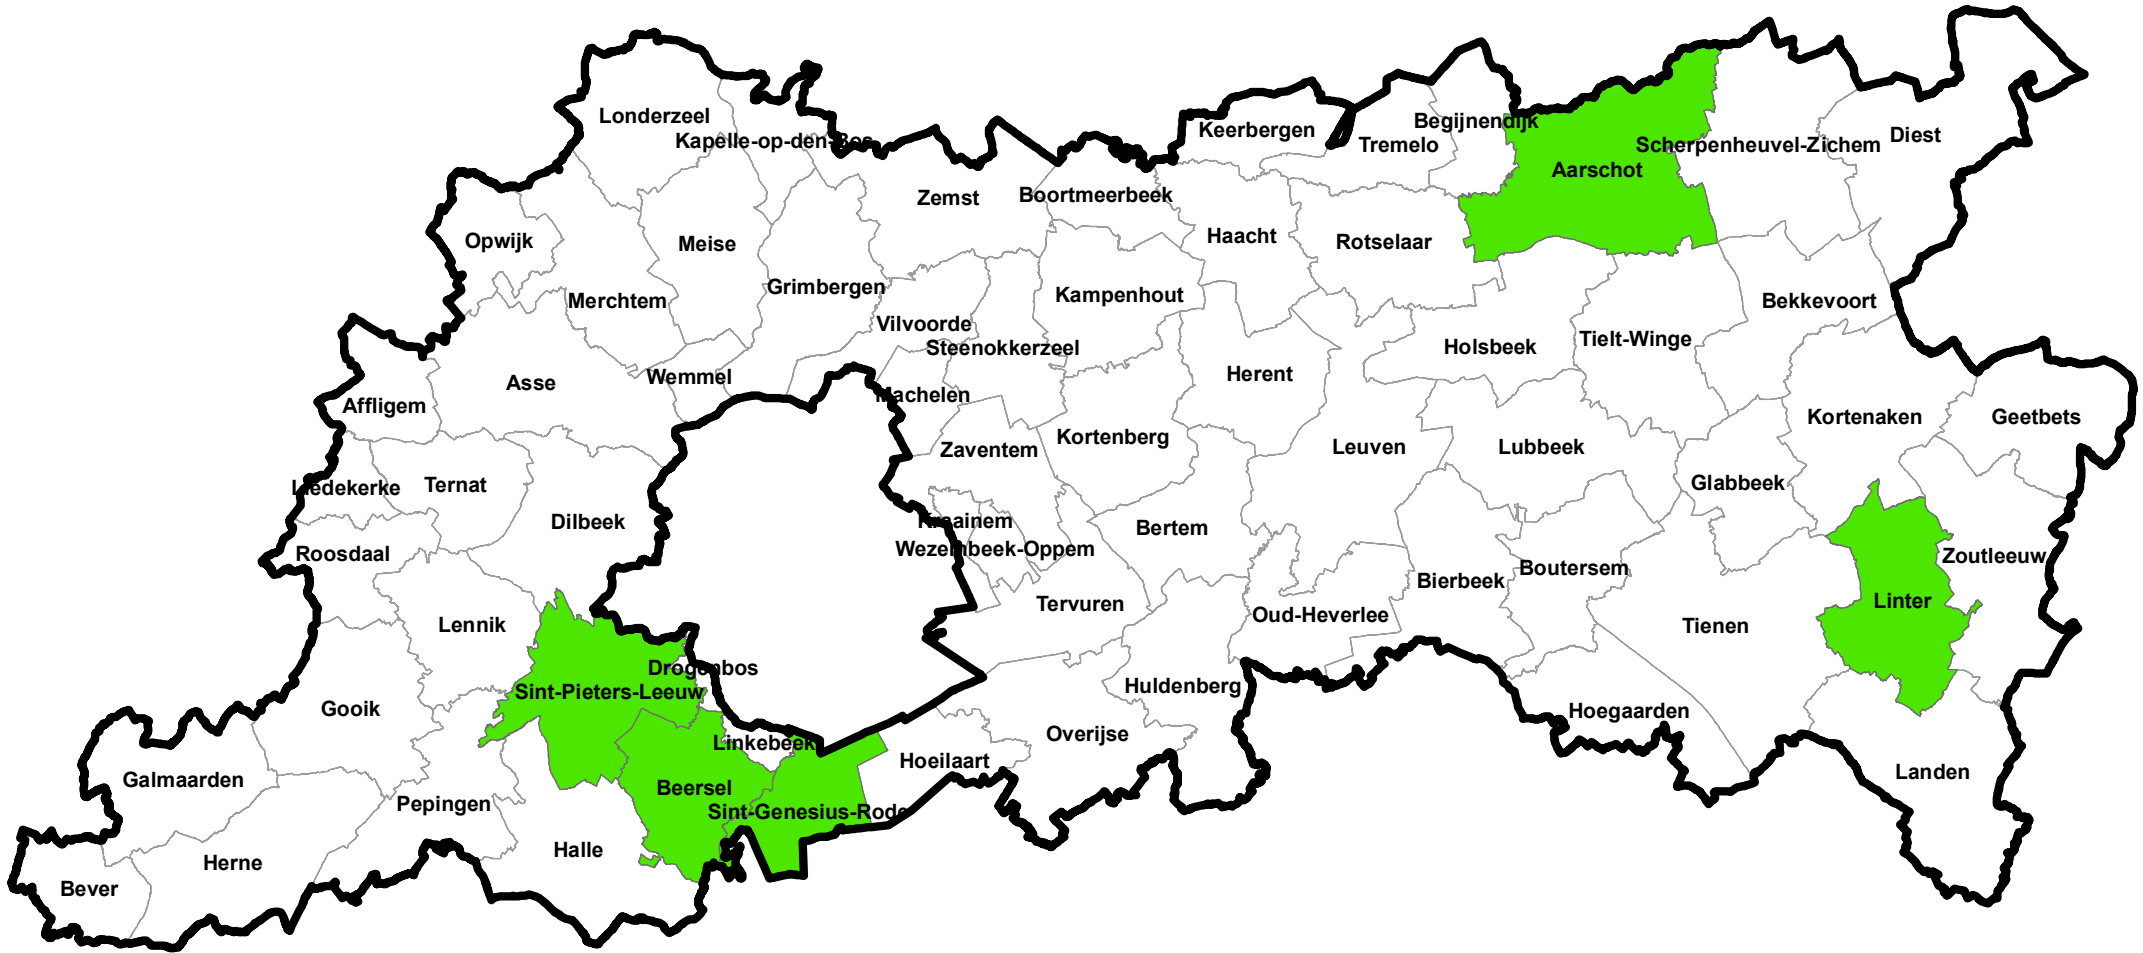 Londerzeel
Kapelle-op-den-Bos
Keerbergen
Tremelo
Begijnendijk
Aarschot
Scherpenheuvel-Zichem
Diest
Zemst
Boortmeerbeek
Haacht
Rotselaar
Opwijk
Meise
Merchtem
Grimbergen
Kampenhout
Bekkevoort
Vilvoorde
Steenokkerzeel
Holsbeek
Tielt-Winge
Herent
Asse
Wemmel
Machelen
Affligem
Kortenaken
Geetbets
Zaventem
Kortenberg
Leuven
Lubbeek
Liedekerke
Ternat
Glabbeek
Dilbeek
Kraainem
Bertem
Roosdaal
Wezembeek-Oppem
Zoutleeuw
Boutersem
Bierbeek
Linter
Tervuren
Oud-Heverlee
Lennik
Tienen
Drogenbos
Sint-Pieters-Leeuw
Huldenberg
Gooik
Hoegaarden
Overijse
Linkebeek
Hoeilaart
Galmaarden
Landen
Beersel
Pepingen
Sint-Genesius-Rode
Halle
Herne
Bever